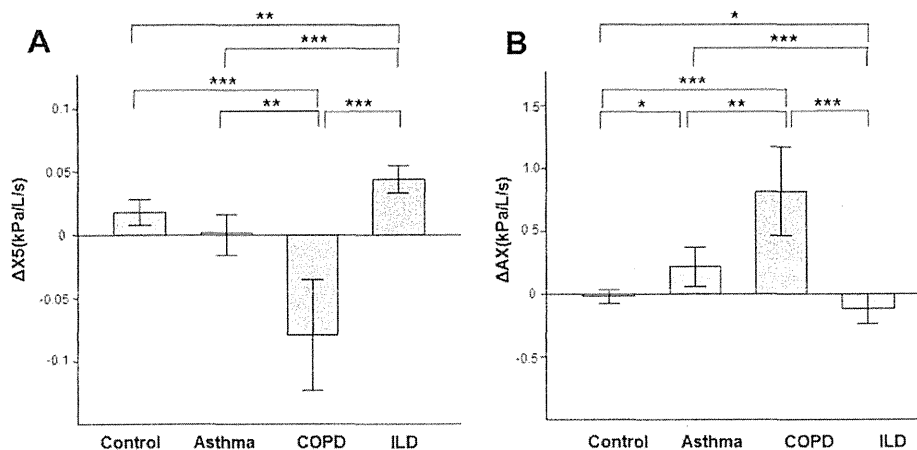 A
**
***
***
** ***
ΔX5(kPa/L/s)
0.1
0.05
0
-0.05
-0.1
Control Asthma COPD ILD
B
*
***
***
* ** ***
ΔAX(kPa/L/s)
1.5
1.0
0.5
0
-0.5
Control Asthma COPD ILD